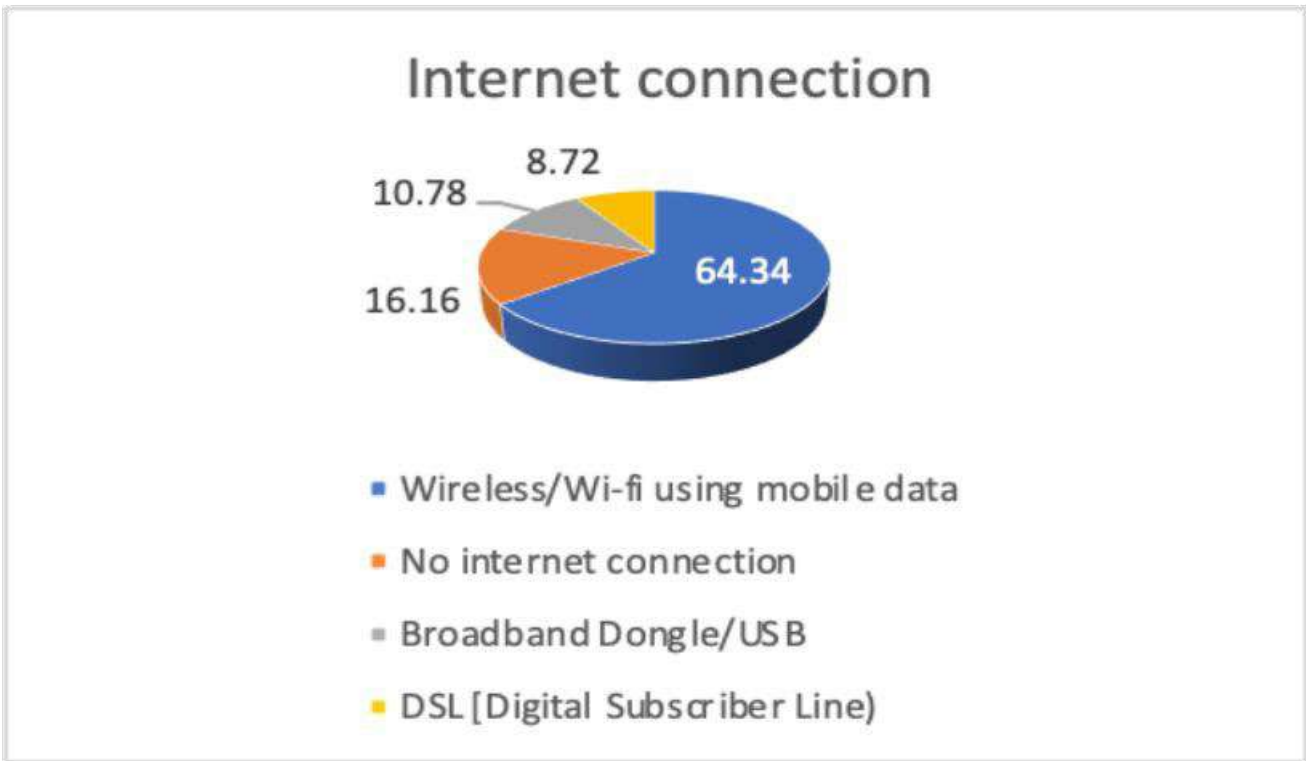 Internet connection
8.72
10.78
64.34
16.16
Wireless/Wi-fi using mobile data
No internet connection
Broadband Dongle/USB
DSL [Digital Subscriber Line)